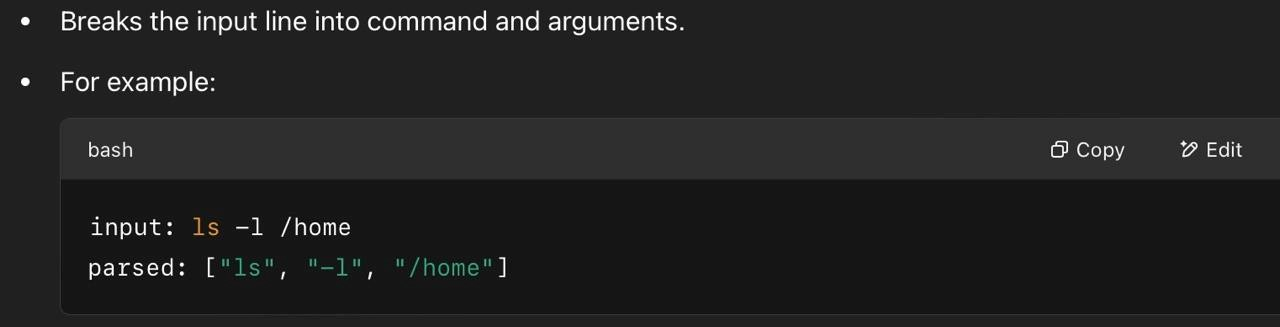 • Breaks the input line into command and arguments.
• For example:
bash Copy Edit
input: ls -l /home
parsed: ["ls", "-l", "/home"]